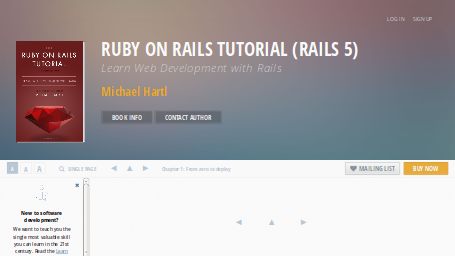 LOG IN SIGN UP
RUBY ON RAILS
TUTORIAL
RUBY ON RAILS TUTORIAL (RAILS 5)
Learn Web Development with Rails
Michael Hartl
BOOK INFO CONTACT AUTHOR
A A A
SINGLE PAGE
Chapter 1: From zero to deploy
MAILING LIST
BUY NOW
New to software
development?
We want to teach you the
single most valuable skill
you can learn in the 21st
century. Read the Learn